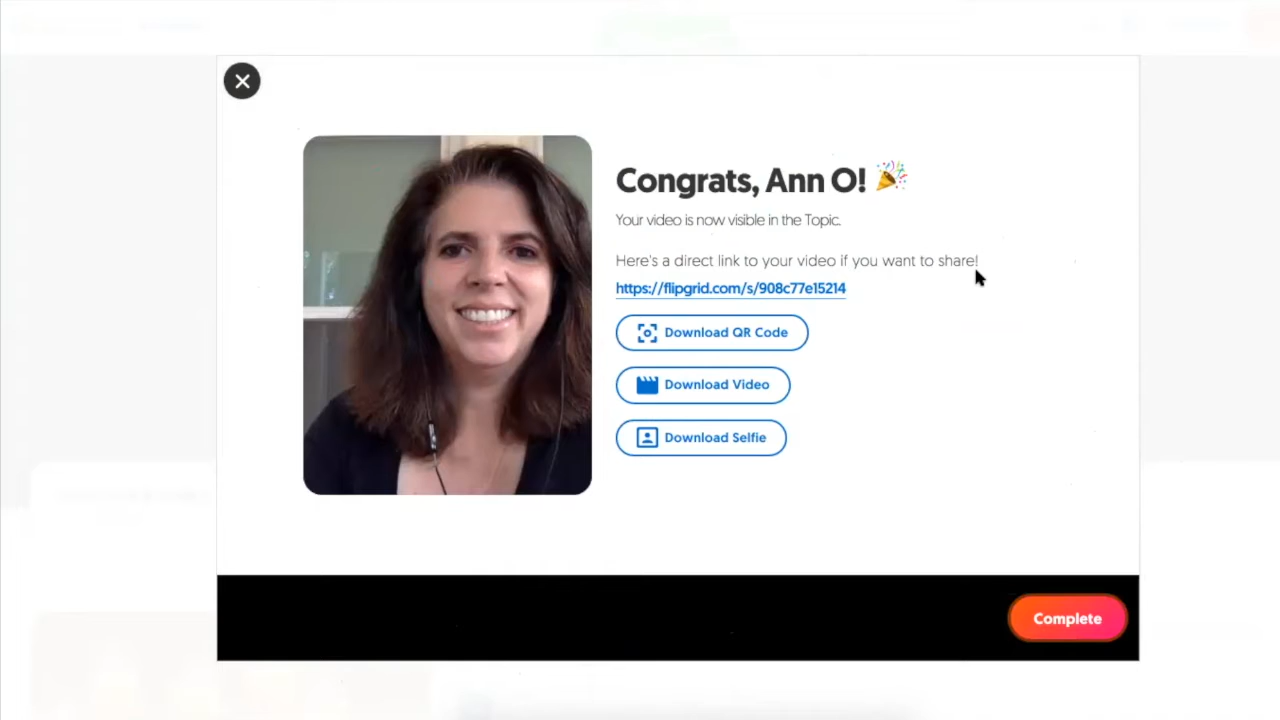 Congrats, Ann O! 🎉
Your video is now visible in the Topic.
Here's a direct link to your video if you want to share!
https://flipgrid.com/s/908c77e15214
Download QR Code
Download Video
Download Selfie
Complete